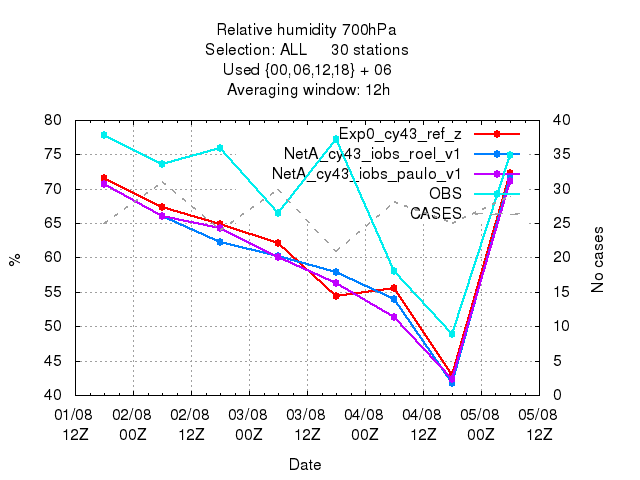 Relative humidity 700hPa
Selection: ALL     30 stations
Used {00,06,12,18} + 06
Averaging window: 12h
80
75
70
65
60
55
50
45
40
%
40
35
30
25
20
15
10
5
0
No cases
Exp0_cy43_ref_z
NetA_cy43_iobs_roel_v1
NetA_cy43_iobs_paulo_v1
OBS
CASES
01/08 02/08 02/08 03/08 03/08 04/08 04/08 05/08 05/08
12Z 00Z 12Z 00Z 12Z 00Z 12Z 00Z 12Z
Date